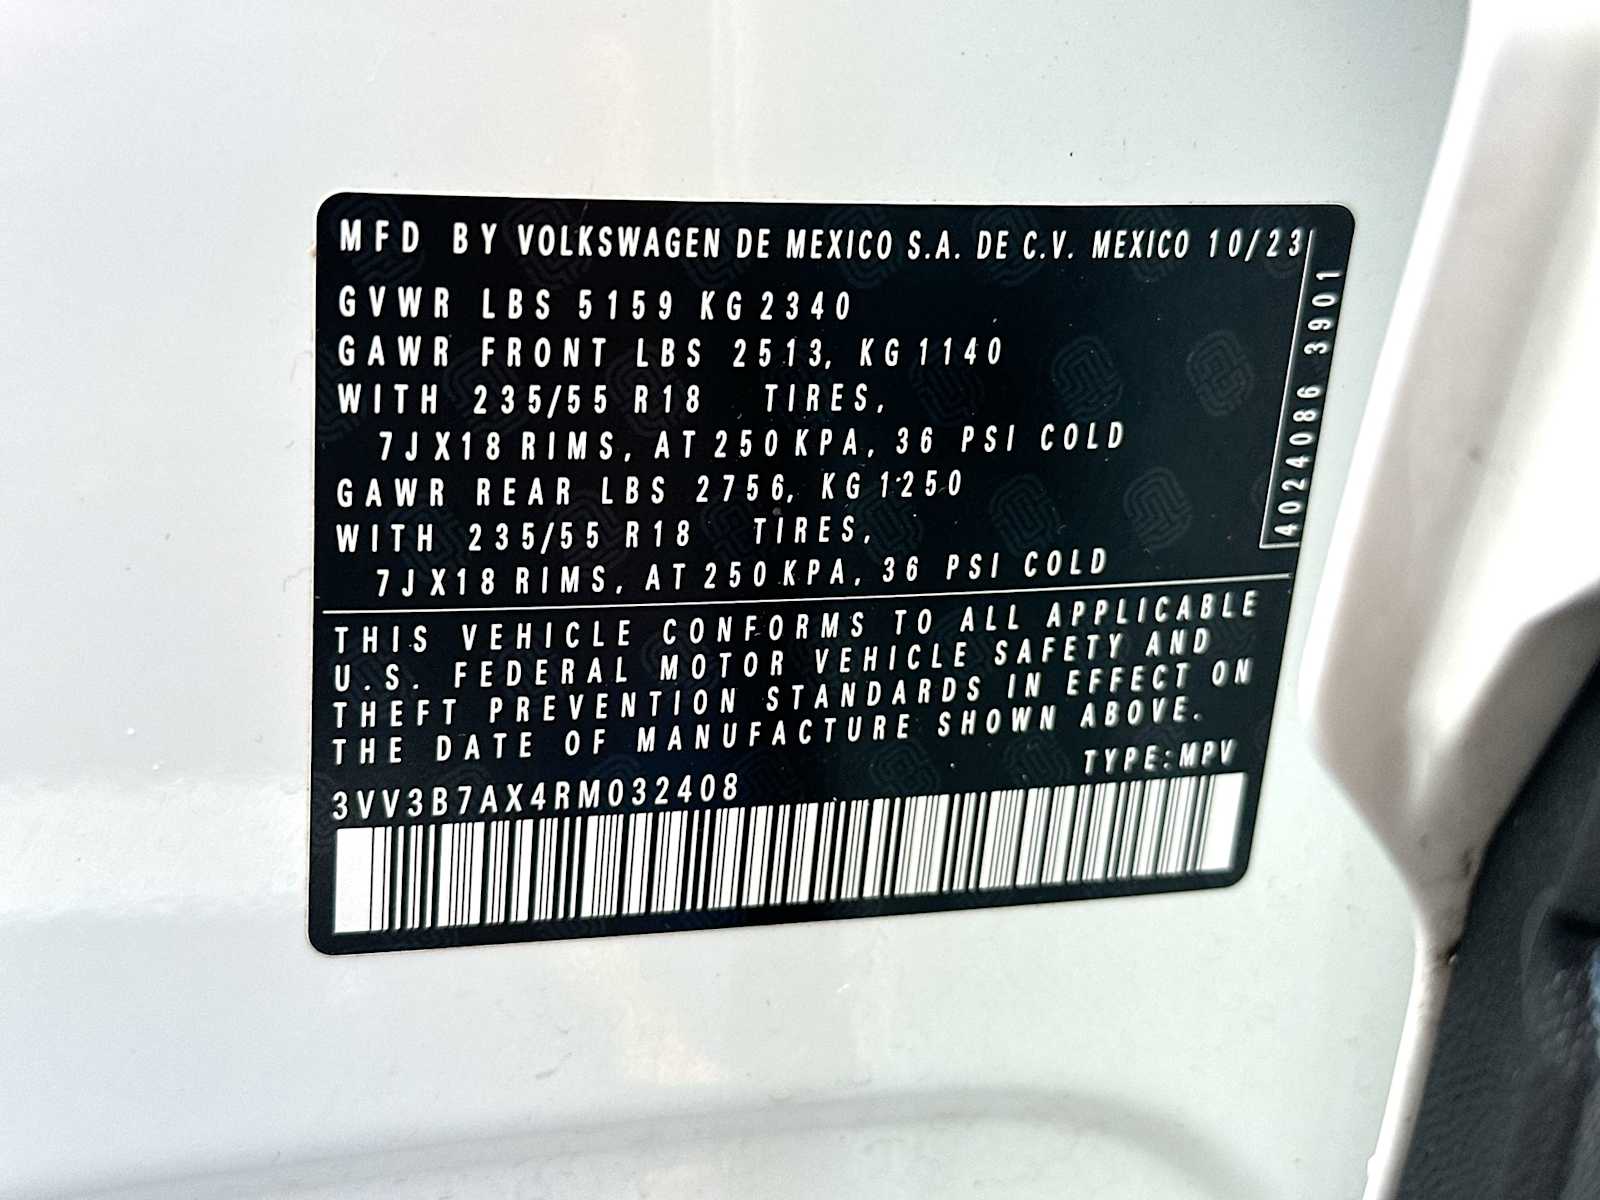 MFD BY VOLKSWAGEN DE MEXICO S.A. DE C.V. MEXICO 10/23
GVWR LBS 5159 KG 2340
GAWR FRONT LBS 2513, KG 1140
WITH 235/55 R18 TIRES,
7JX18 RIMS, AT 250 KPA, 36 PSI COLD
GAWR REAR LBS 2756, KG 1250
WITH 235/55 R18 TIRES,
7JX18 RIMS, AT 250 KPA, 36 PSI COLD
4024086 3901
THIS VEHICLE CONFORMS TO ALL APPLICABLE
U.S. FEDERAL MOTOR VEHICLE SAFETY AND
THEFT PREVENTION STANDARDS IN EFFECT ON
THE DATE OF MANUFACTURE SHOWN ABOVE.
TYPE:MPV
3VV3B7AX4RM032408